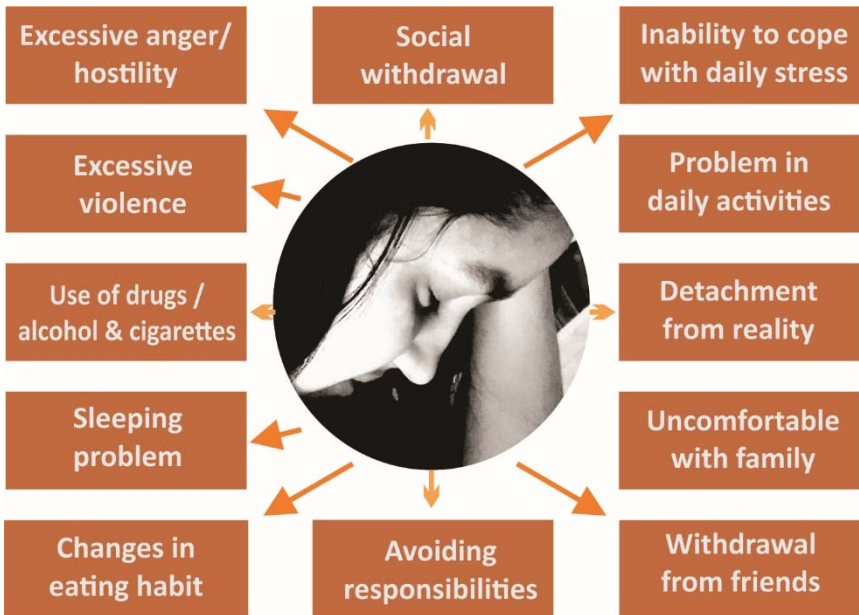 Excessive anger/
hostility
Social
withdrawal
Inability to cope
with daily stress
Excessive
violence
Problem in
daily activities
Use of drugs /
alcohol & cigarettes
Detachment
from reality
Sleeping
problem
Uncomfortable
with family
Changes in
eating habit
Avoiding
responsibilities
Withdrawal
from friends